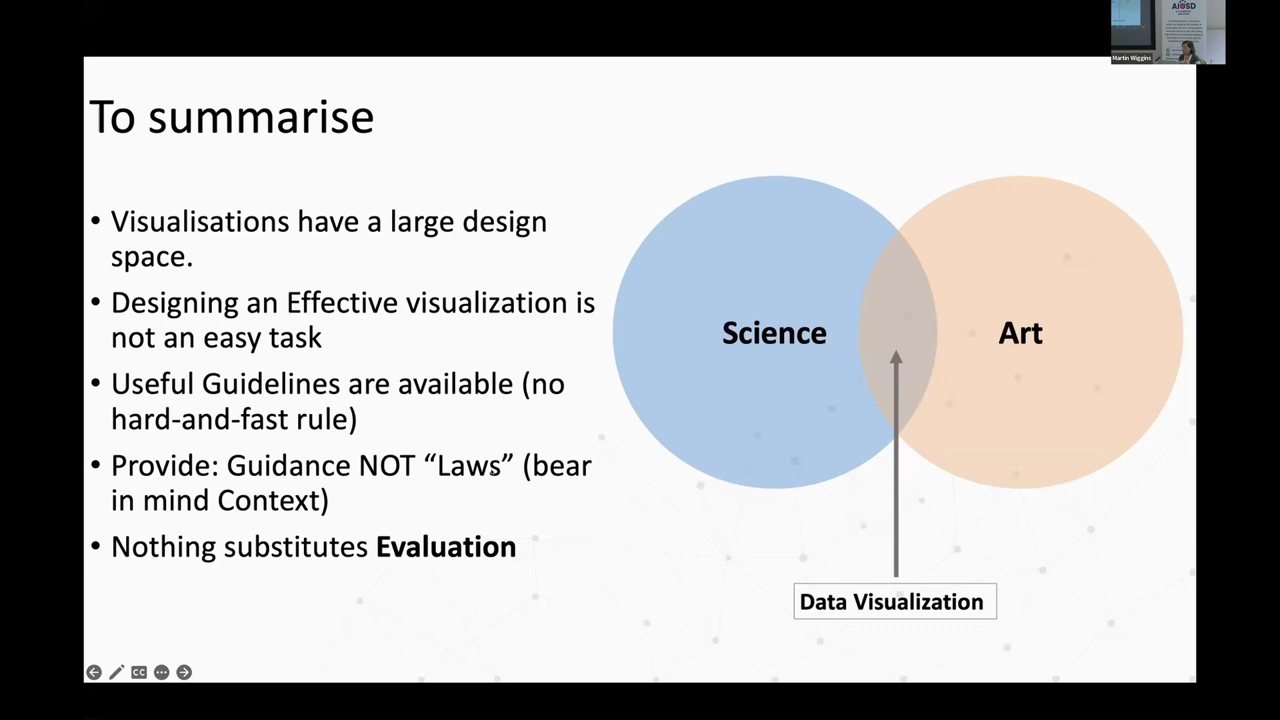 AIOSD
Martin Wiggins
To summarise
• Visualisations have a large design
space.
• Designing an Effective visualization is
not an easy task
• Useful Guidelines are available (no
hard-and-fast rule)
• Provide: Guidance NOT “Laws” (bear
in mind Context)
• Nothing substitutes Evaluation
Science
Art
Data Visualization
CC